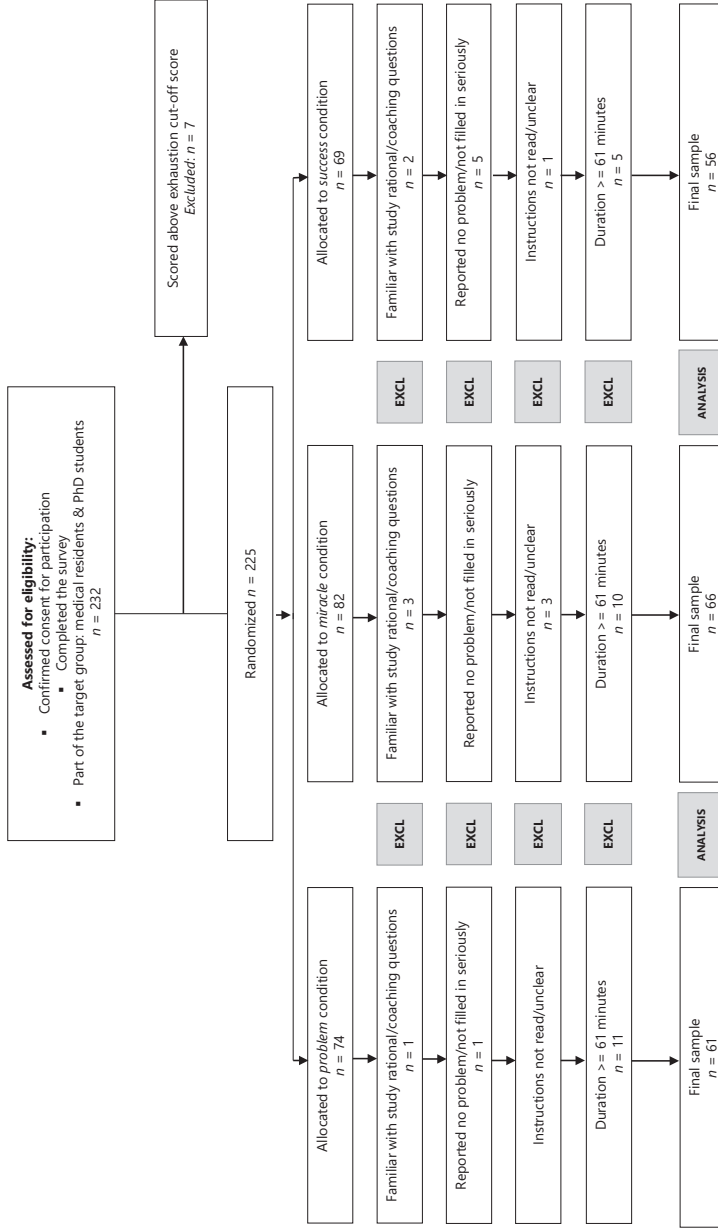 Assessed for eligibility:
▪ Confirmed consent for participation
▪ Completed the survey
▪ Part of the target group: medical residents & PhD students
n = 232
Scored above exhaustion cut-off score
Excluded: n = 7
Randomized n = 225
Allocated to problem condition
n = 74
Allocated to miracle condition
n = 82
Allocated to success condition
n = 69
Familiar with study rational/coaching questions
n = 1
EXCL
Familiar with study rational/coaching questions
n = 3
EXCL
Familiar with study rational/coaching questions
n = 2
Reported no problem/not filled in seriously
n = 1
EXCL
Reported no problem/not filled in seriously
EXCL
Reported no problem/not filled in seriously
n = 5
Instructions not read/unclear
EXCL
Instructions not read/unclear
n = 3
EXCL
Instructions not read/unclear
n = 1
Duration >= 61 minutes
n = 11
EXCL
Duration >= 61 minutes
n = 10
EXCL
Duration >= 61 minutes
n = 5
Final sample
n = 61
ANALYSIS
Final sample
n = 66
ANALYSIS
Final sample
n = 56